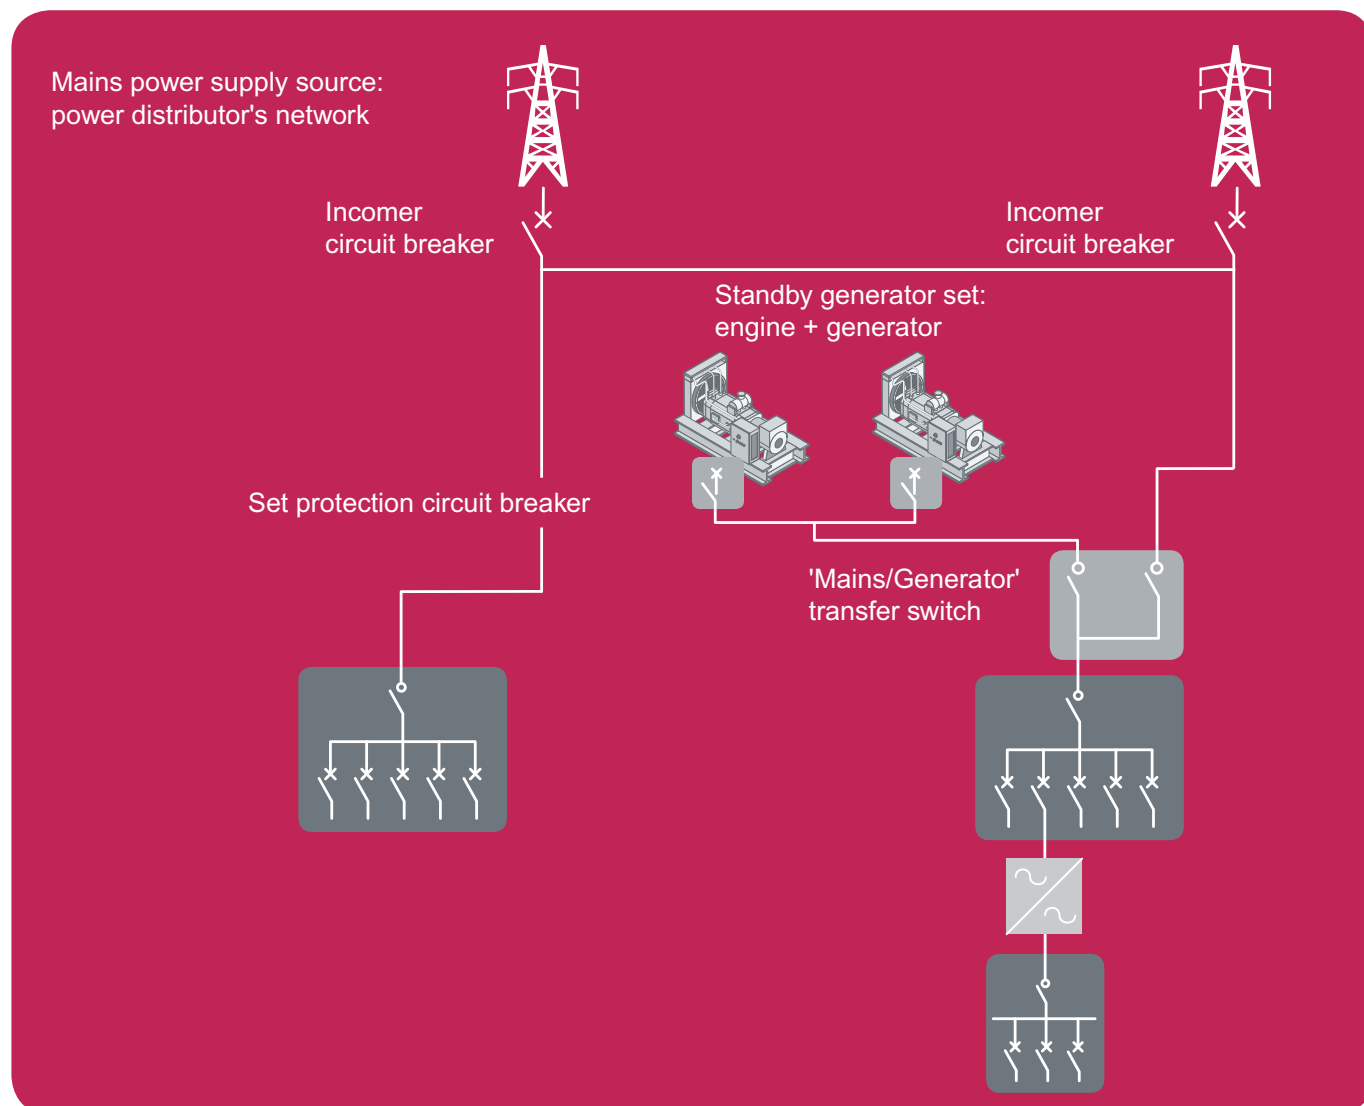 Mains power supply source:
power distributor's network
Incomer
circuit breaker
Incomer
circuit breaker
Standby generator set:
engine + generator
Set protection circuit breaker
'Mains/Generator'
transfer switch